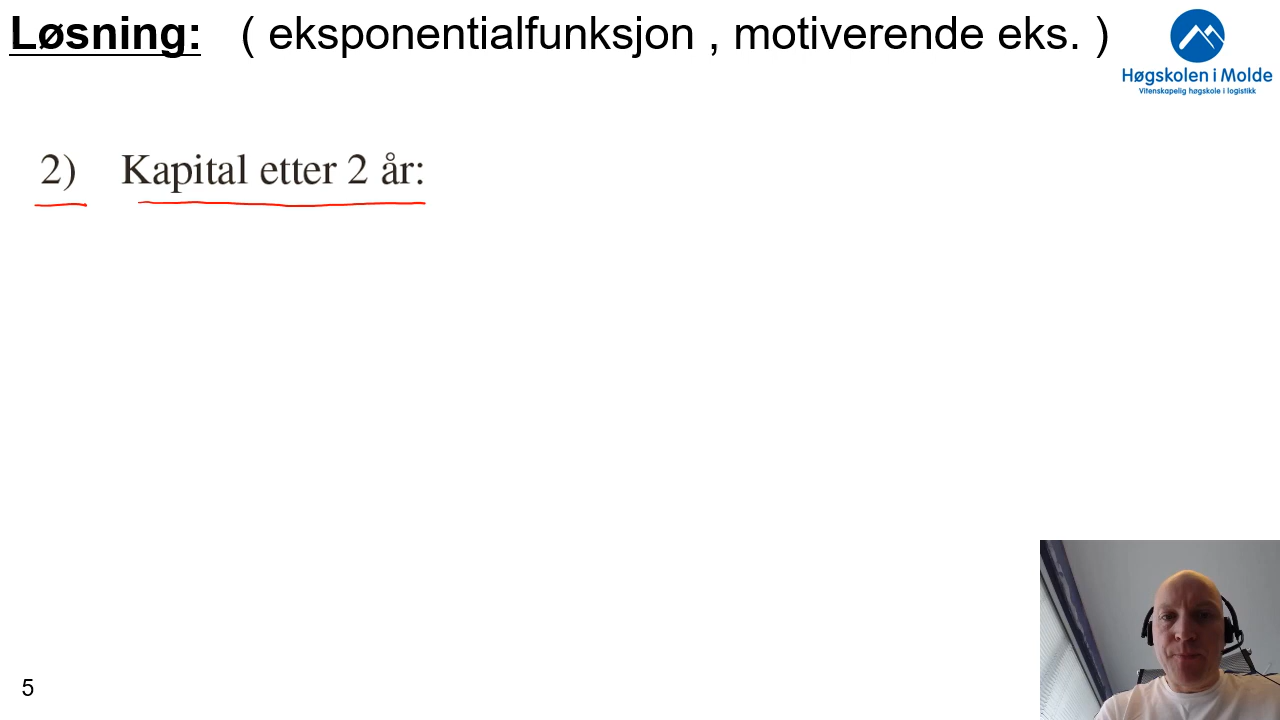 Løsning: ( eksponentialfunksjon , motiverende eks. )
Høgskolen i Molde
Vitenskapelig høgskole i logistikk
2) Kapital etter 2 år:
5